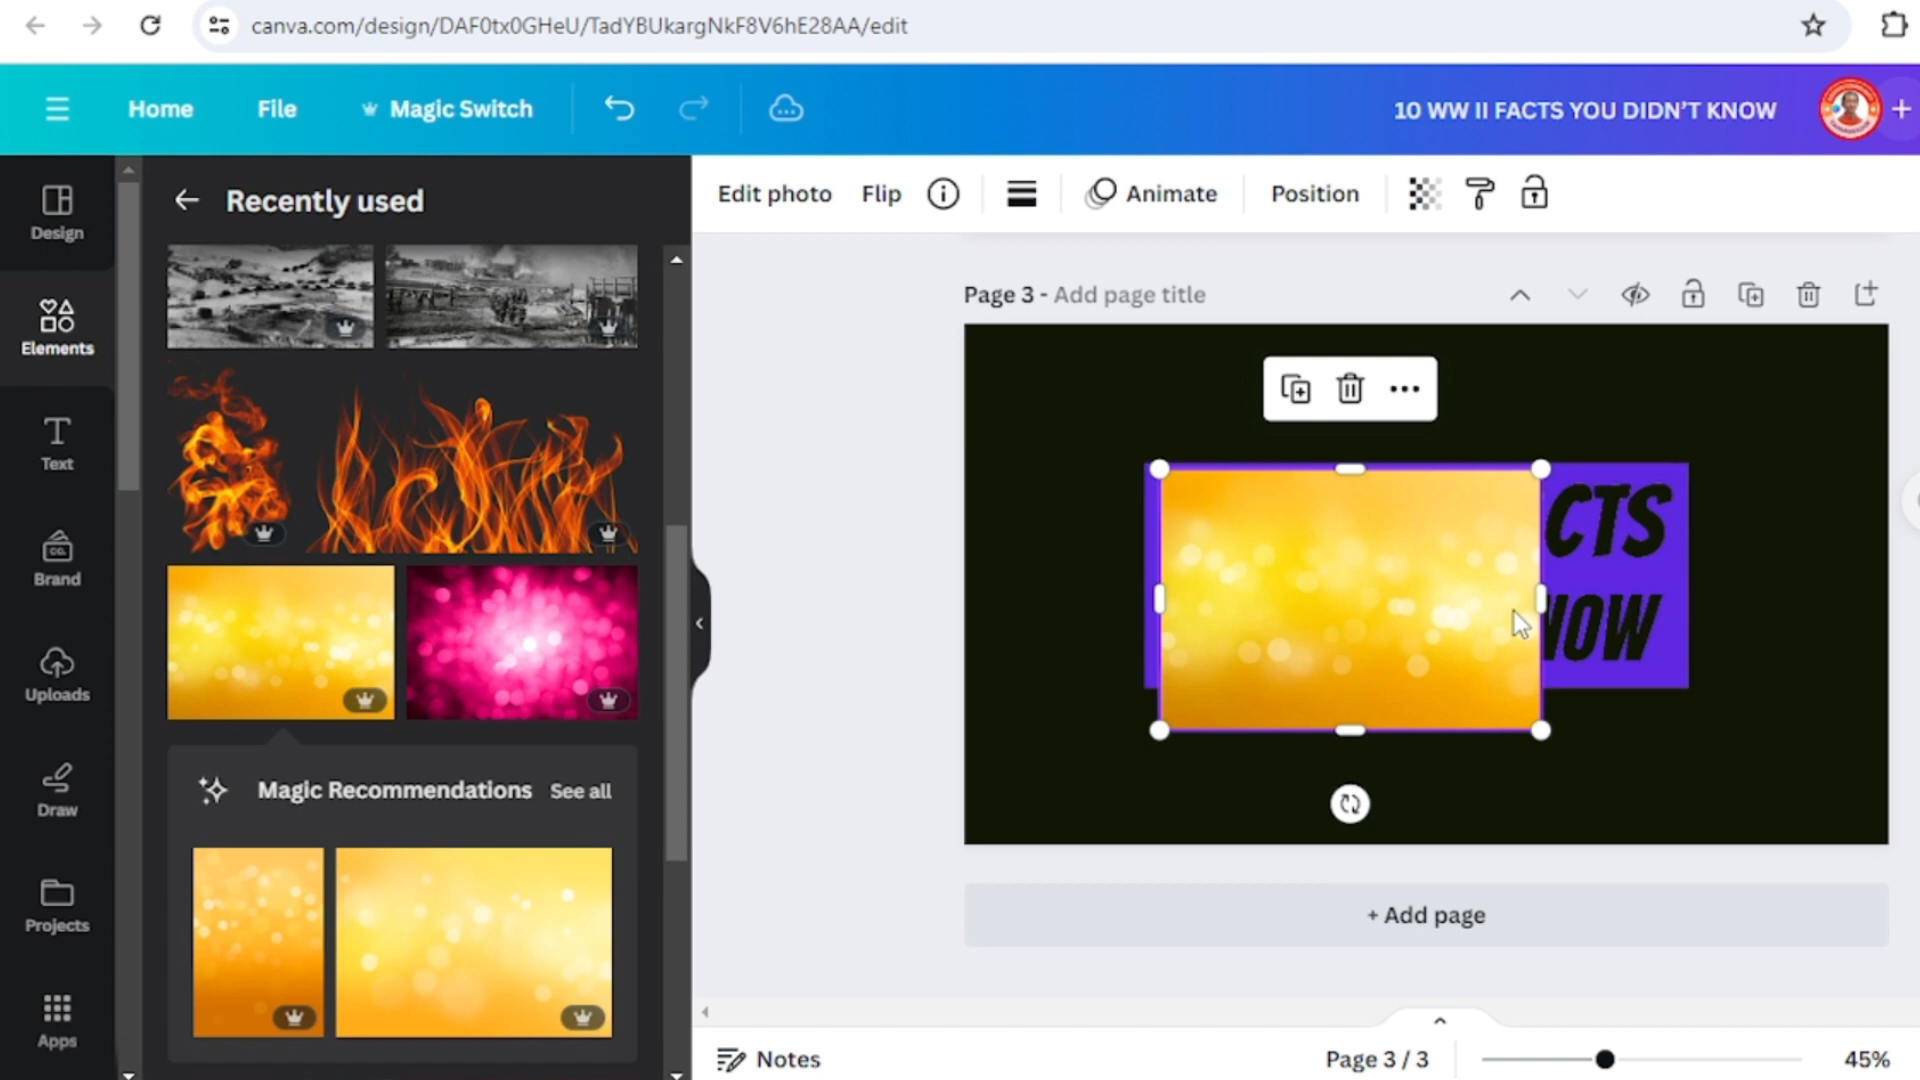 canva.com/design/DAF0tx0GHeU/TadYBUkargNkF8V6hE28AA/edit
Home File Magic Switch 10 WW II FACTS YOU DIDN’T KNOW
Design
Elements
Text
Brand
Uploads
Draw
Projects
Apps
Recently used
Magic Recommendations See all
Edit photo Flip Animate Position
Page 3 - Add page title
CTS
NOW
+ Add page
Notes Page 3 / 3 45%